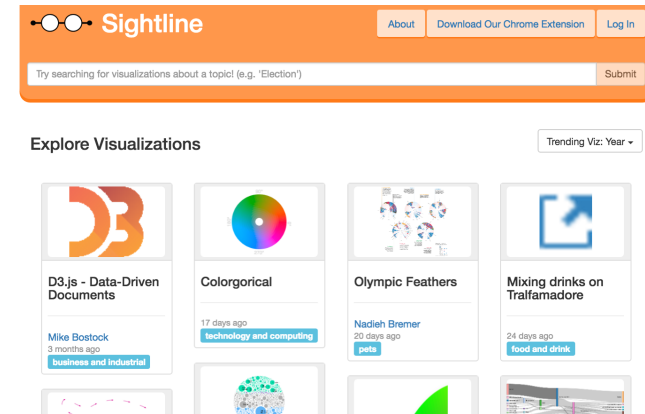 Sightline
About
Download Our Chrome Extension
Log In
Try searching for visualizations about a topic! (e.g. 'Election')
Submit
Explore Visualizations
Trending Viz: Year
D3
D3.js - Data-Driven
Documents
Mike Bostock
3 months ago
business and industrial
Colorgorical
17 days ago
technology and computing
Olympic Feathers
Nadieh Bremer
20 days ago
pets
Mixing drinks on
Tralfamadore
24 days ago
food and drink